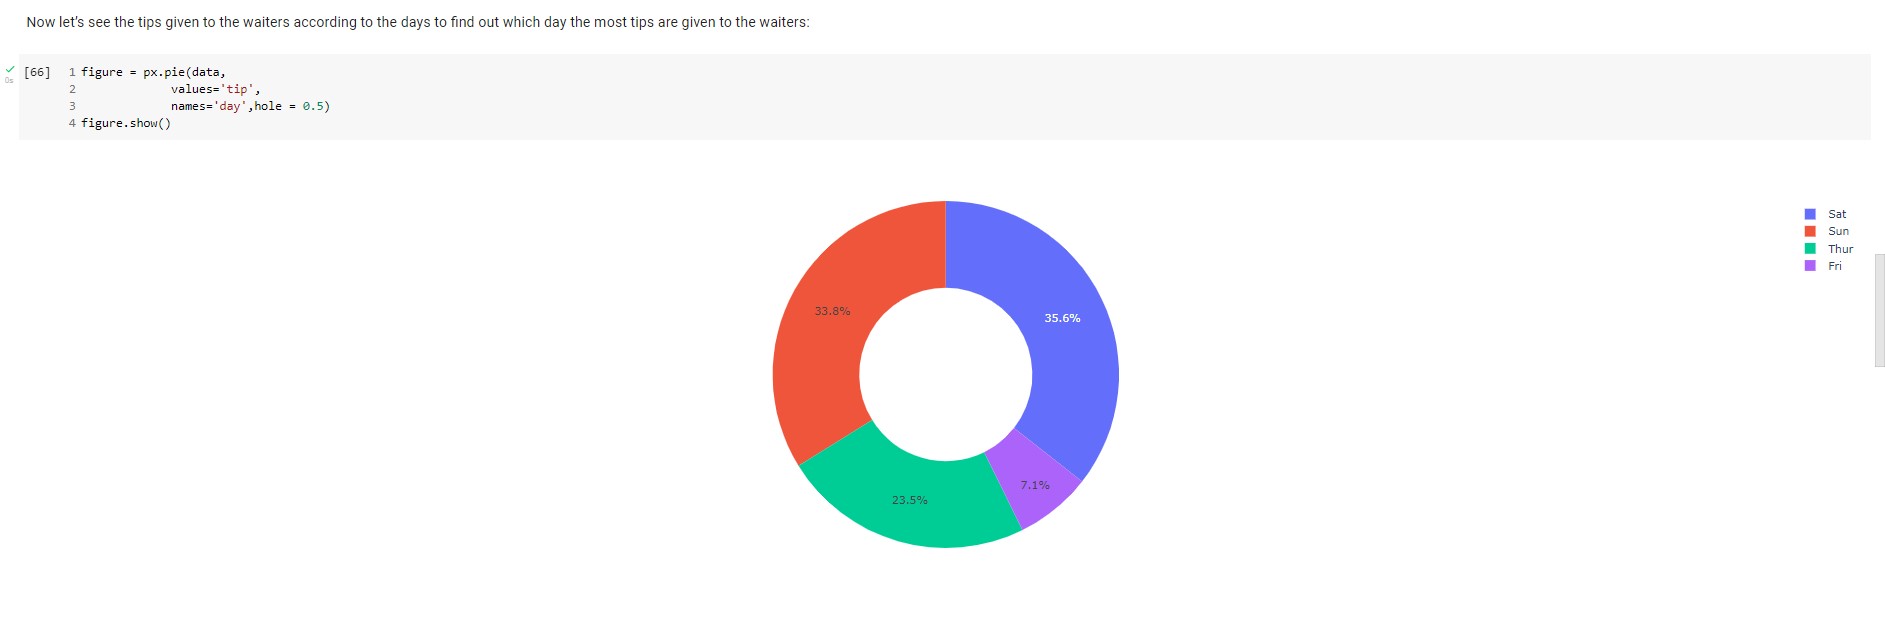 Now let's see the tips given to the waiters according to the days to find out which day the most tips are given to the waiters:
0s
[66]
1 figure = px.pie(data,
2 values='tip',
3 names='day',hole = 0.5)
4 figure.show()
Sat
Sun
Thur
Fri
33.8%
35.6%
7.1%
23.5%